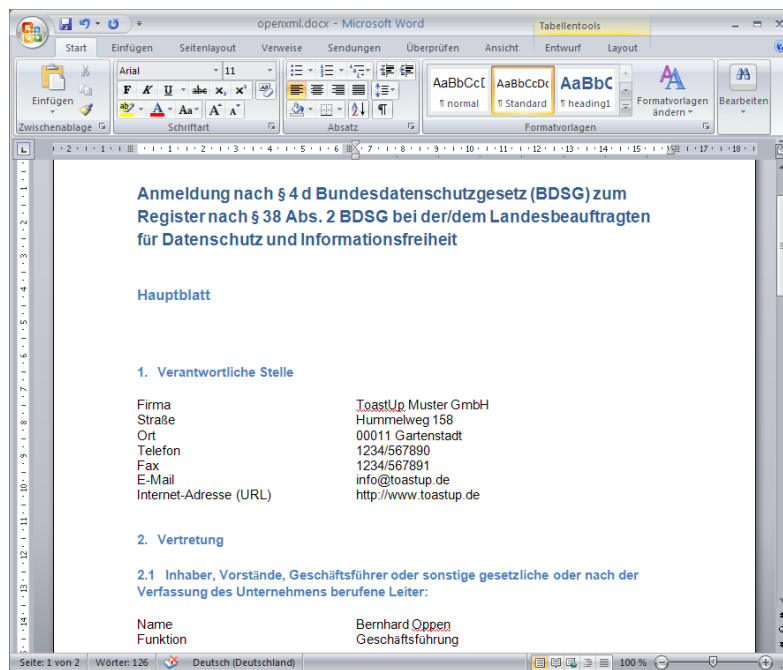 openxml.docx - Microsoft Word
Tabellentools
Start Einfügen Seitenlayout Verweise Sendungen Überprüfen Ansicht Entwurf Layout
Arial 11
AaBbCcI AaBbCcDc AaBbC
Einfügen
F K U abe x₂ x²
¶ normal ¶ Standard ¶ heading1
Formatvorlagen ändern
Bearbeiten
Zwischenablage Schriftart Absatz Formatvorlagen
Anmeldung nach § 4 d Bundesdatenschutzgesetz (BDSG) zum
Register nach § 38 Abs. 2 BDSG bei der/dem Landesbeauftragten
für Datenschutz und Informationsfreiheit
Hauptblatt
1. Verantwortliche Stelle
Firma ToastUp Muster GmbH
Straße Hummelweg 158
Ort 00011 Gartenstadt
Telefon 1234/567890
Fax 1234/567891
E-Mail info@toastup.de
Internet-Adresse (URL) http://www.toastup.de
2. Vertretung
2.1 Inhaber, Vorstände, Geschäftsführer oder sonstige gesetzliche oder nach der
Verfassung des Unternehmens berufene Leiter:
Name Bernhard Oppen
Funktion Geschäftsführung
Seite: 1 von 2 Wörter: 126 Deutsch (Deutschland) 100 %